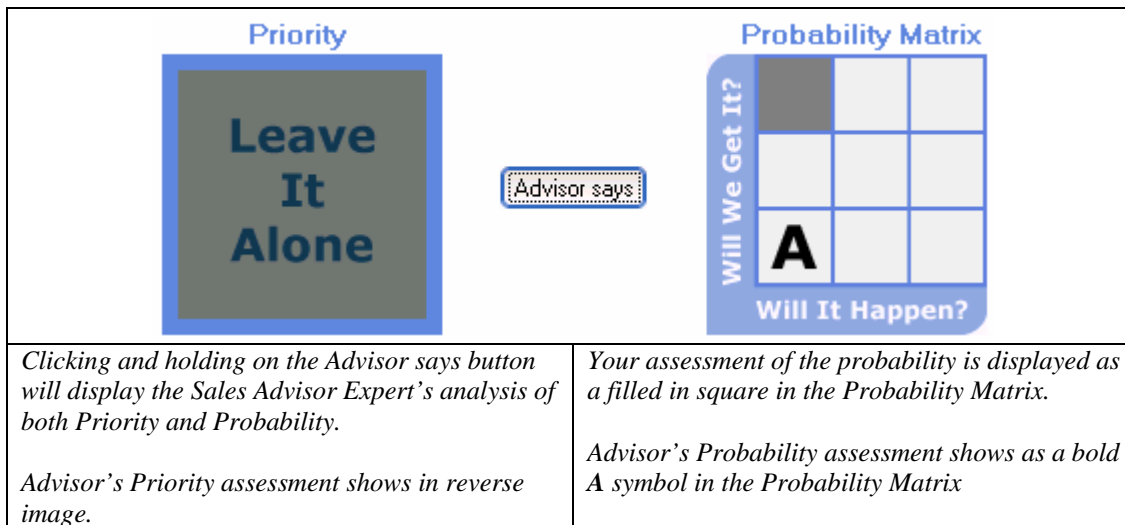 Priority
Probability Matrix
Leave
It
Alone
Advisor says
Will We Get It?
A
Will It Happen?
Clicking and holding on the Advisor says button
will display the Sales Advisor Expert's analysis of
both Priority and Probability.
Advisor's Priority assessment shows in reverse
image.
Your assessment of the probability is displayed as
a filled in square in the Probability Matrix.
Advisor's Probability assessment shows as a bold
A symbol in the Probability Matrix